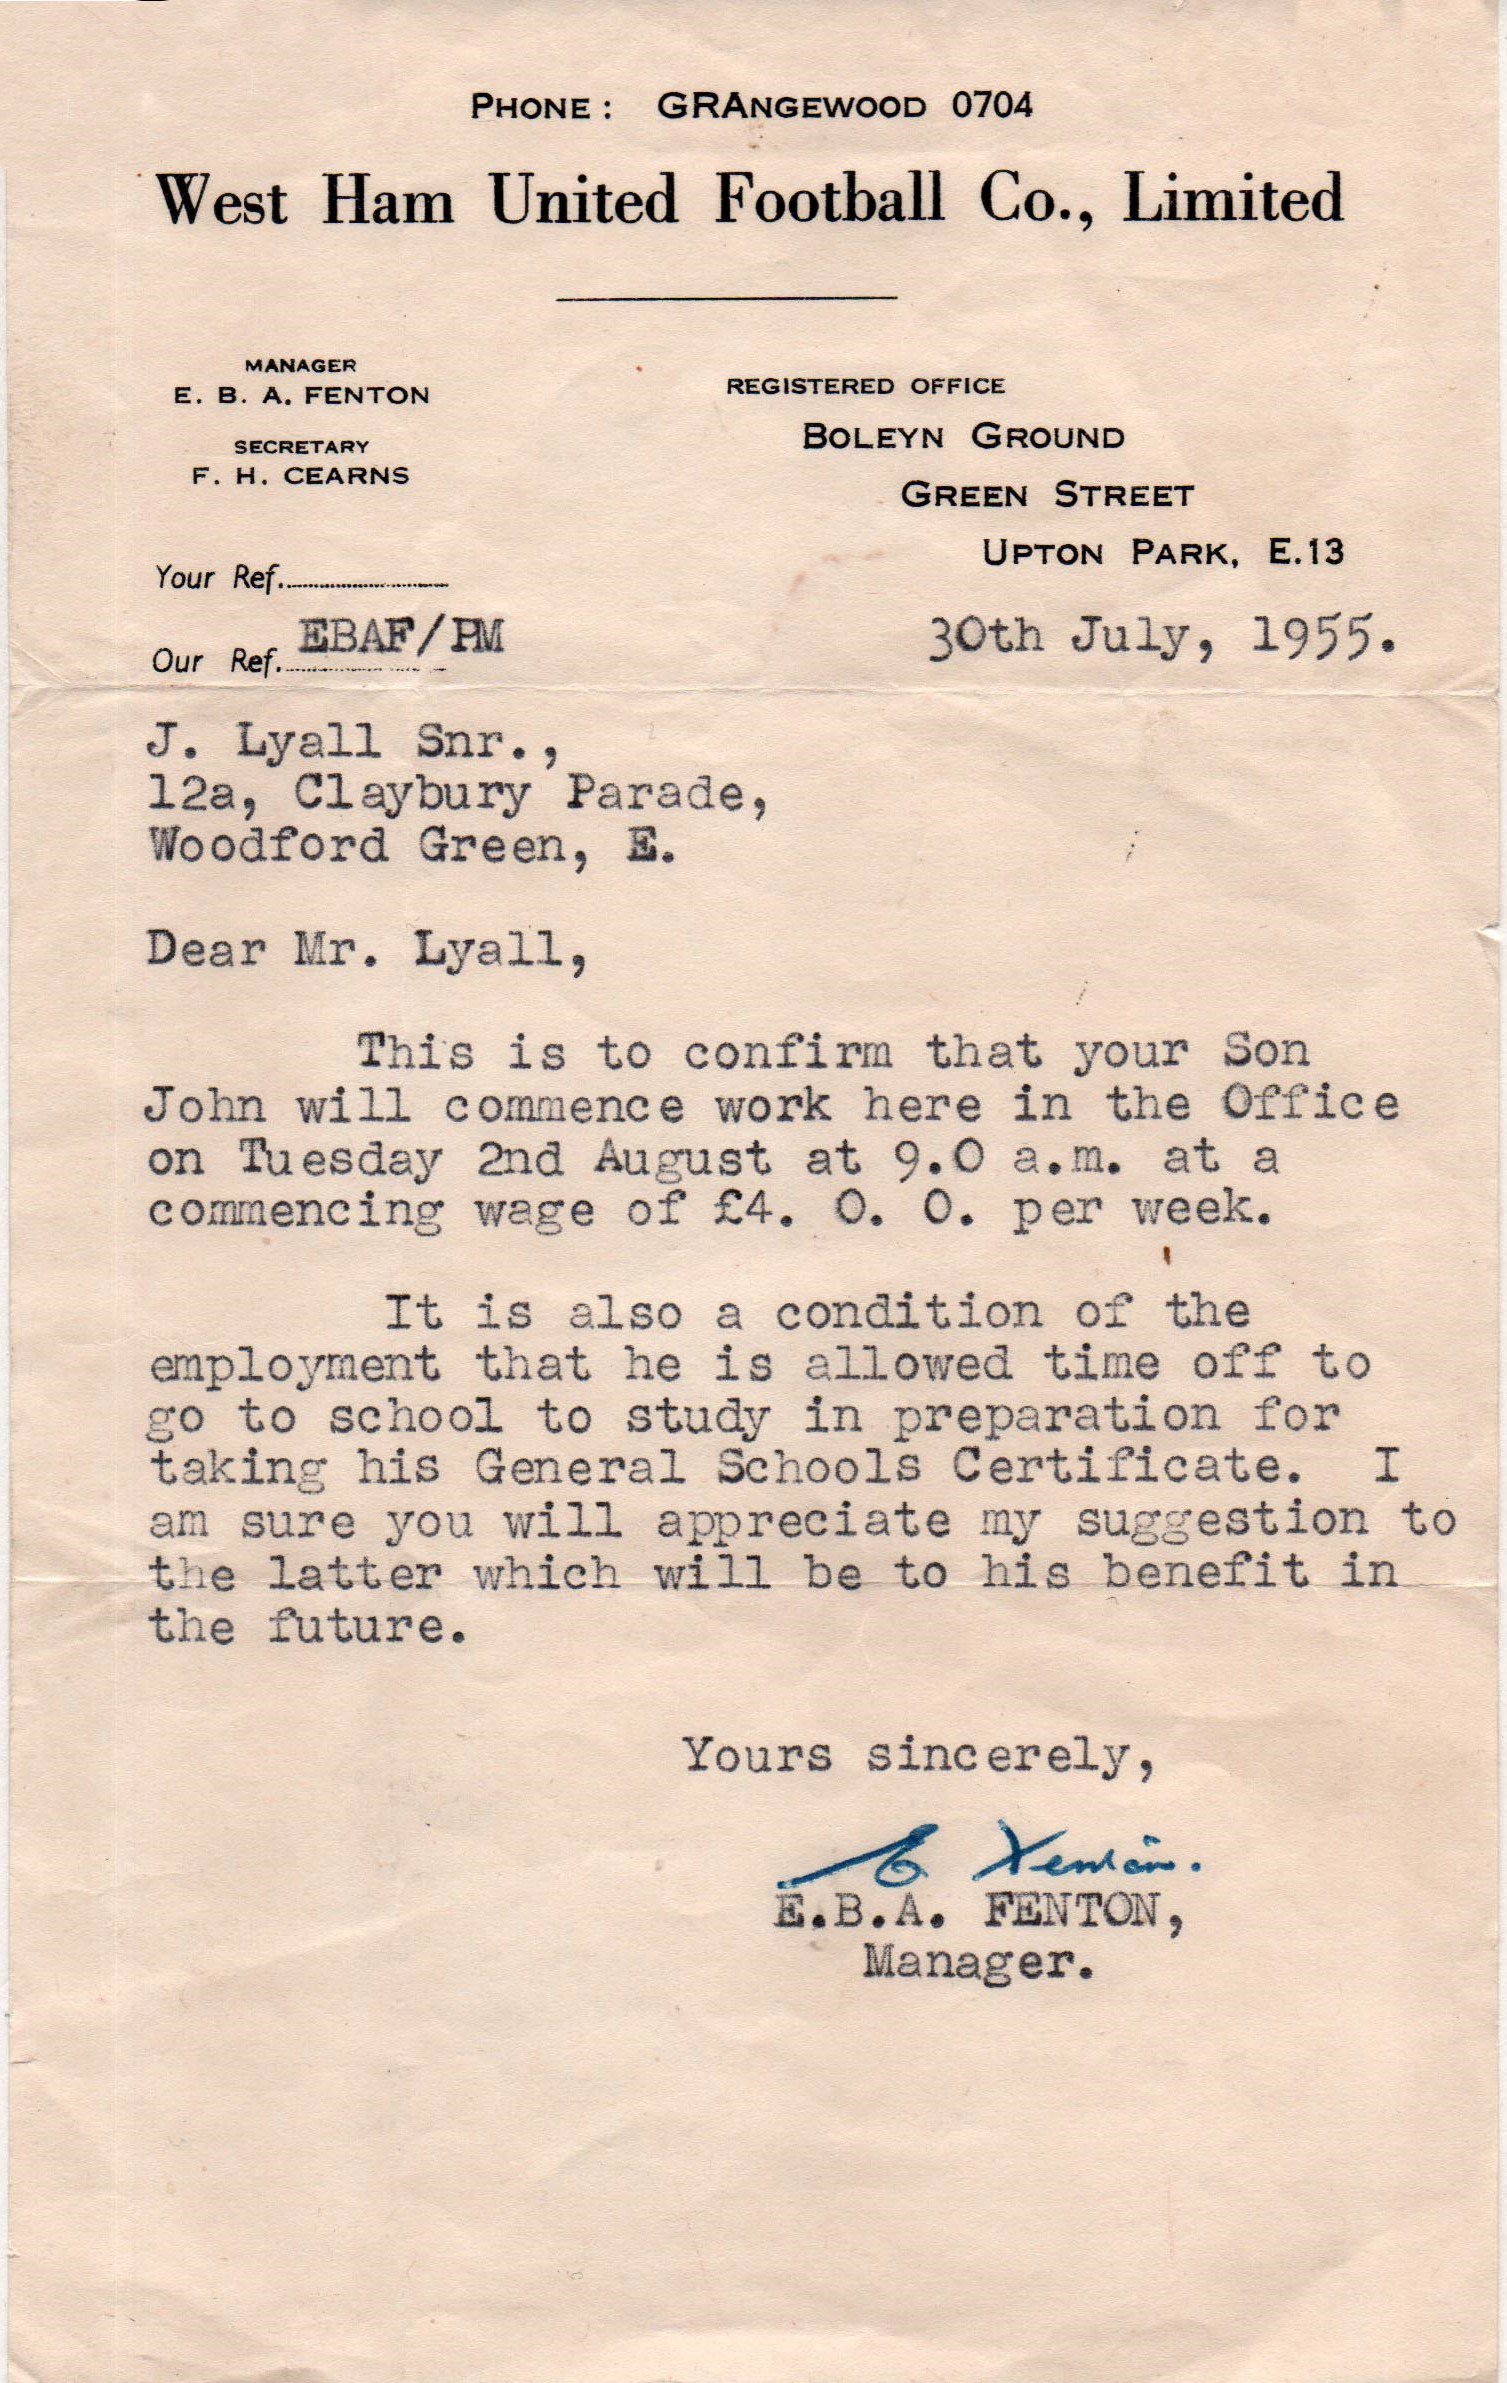 PHONE: GRANGEWOOD 0704
West Ham United Football Co., Limited
MANAGER
E. B. A. FENTON
SECRETARY
F. H. CEARNS
REGISTERED OFFICE
BOLEYN GROUND
GREEN STREET
UPTON PARK, E.13
Your Ref.
Our Ref. EBAF/PM
30th July, 1955.
J. Lyall Snr.,
12a, Claybury Parade,
Woodford Green, E.
Dear Mr. Lyall,
This is to confirm that your Son
John will commence work here in the Office
on Tuesday 2nd August at 9.0 a.m. at a
commencing wage of £4. 0. 0. per week.
It is also a condition of the
employment that he is allowed time off to
go to school to study in preparation for
taking his General Schools Certificate. I
am sure you will appreciate my suggestion to
the latter which will be to his benefit in
the future.
Yours sincerely,
E Fenton.
E.B.A. FENTON,
Manager.